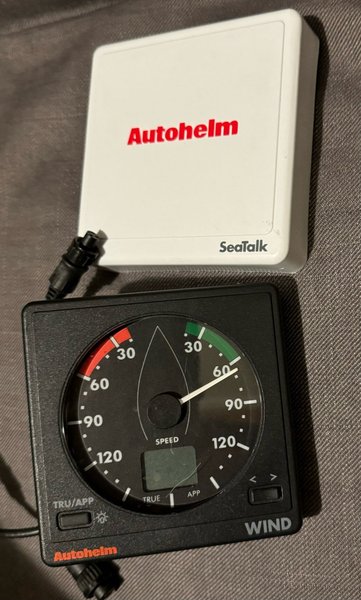 Autohelm
SeaTalk
30 30
60 60
90 90
120 120
SPEED
TRUE APP
TRU/APP
< >
WIND
Autohelm